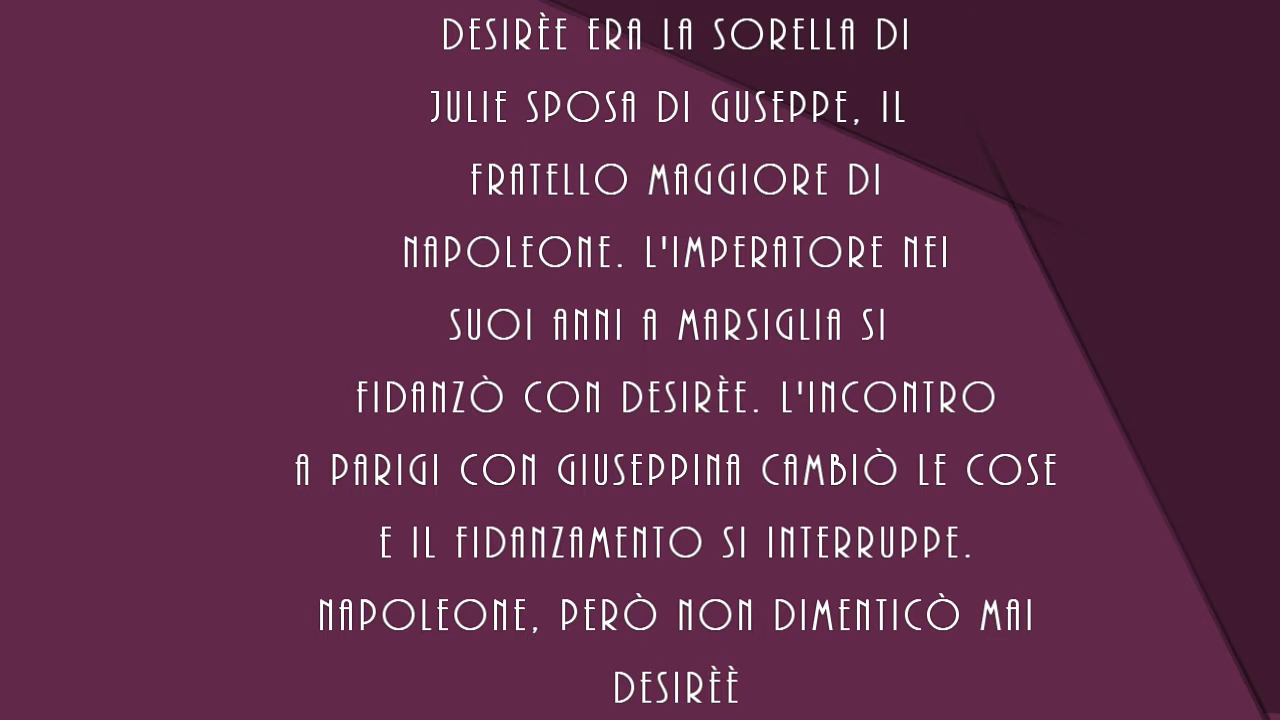 DESIRÈE ERA LA SORELLA DI
JULIE SPOSA DI GUSEPPE, IL
FRATELLO MAGGIORE DI
NAPOLEONE. L'IMPERATORE NEI
SUOI ANNI A MARSIGLIA SI
FIDANZÒ CON DESIRÈE. L'INCONTRO
A PARIGI CON GIUSEPPINA CAMBIÒ LE COSE
E IL FIDANZAMENTO SI INTERRUPPE.
NAPOLEONE, PERÒ NON DIMENTICÒ MAI
DESIRÈÈ